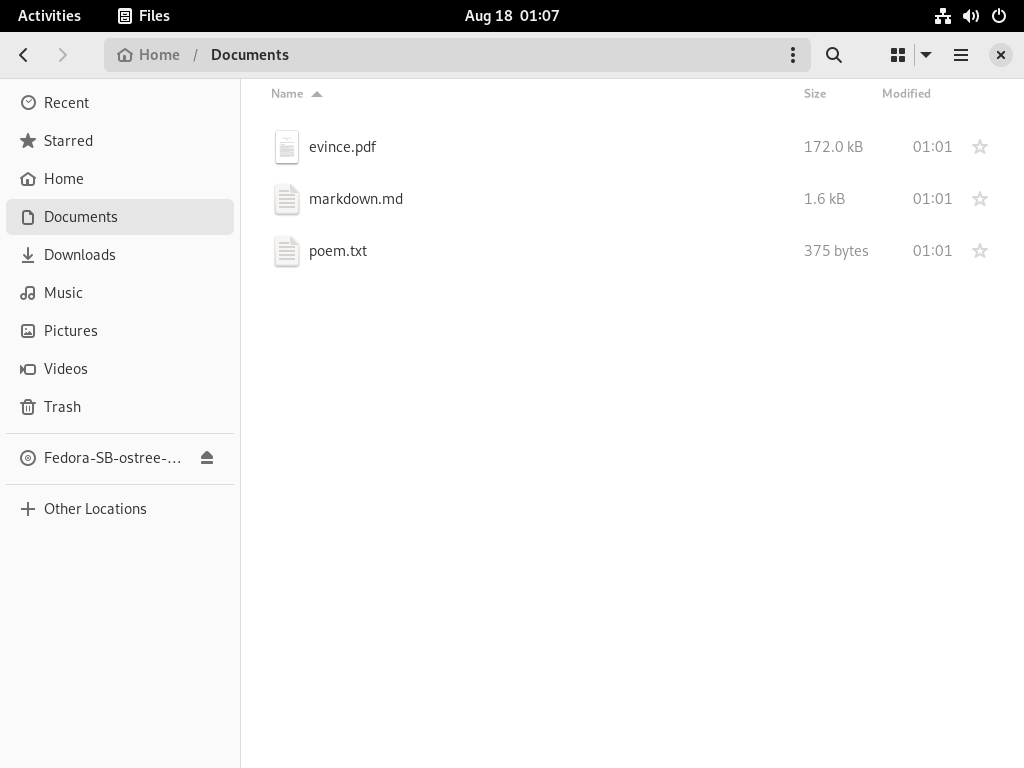 Activities Files Aug 18 01:07
Home / Documents
Recent
Starred
Home
Documents
Downloads
Music
Pictures
Videos
Trash
Fedora-SB-ostree-...
Other Locations
Name Size Modified
evince.pdf 172.0 kB 01:01
markdown.md 1.6 kB 01:01
poem.txt 375 bytes 01:01